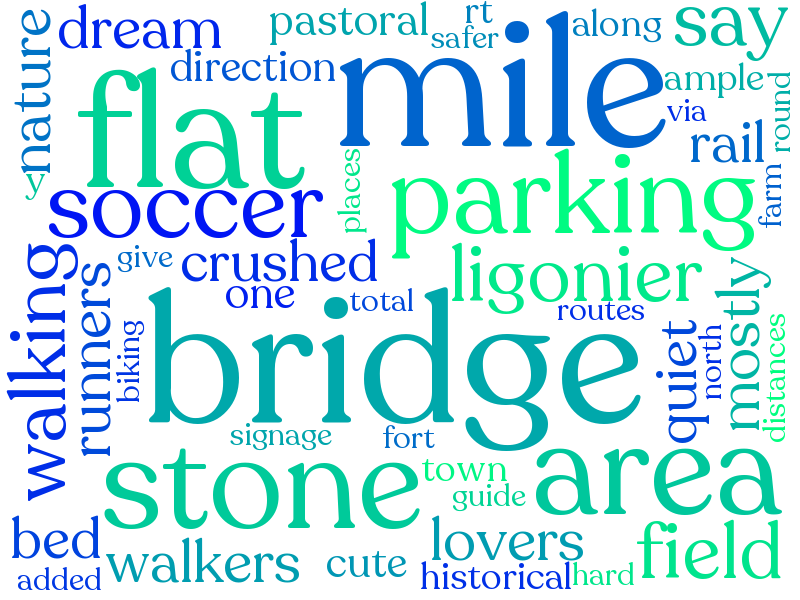 dream
pastoral
rt
safer
along
say
nature
direction
mile
flat
ample
via
round
rail
y
soccer
places
parking
farm
give
crushed
ligonier
one
total
routes
walking
runners
biking
bridge
quiet
north
mostly
distances
signage
fort
stone
town
guide
area
bed
added
walkers
cute
lovers
historical
hard
field